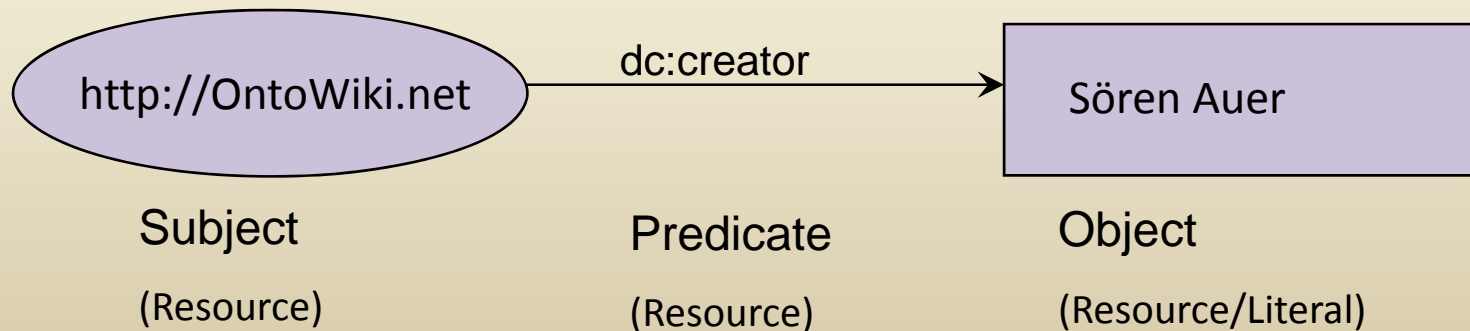 http://OntoWiki.net dc:creator Sören Auer
Subject Predicate Object
(Resource) (Resource) (Resource/Literal)